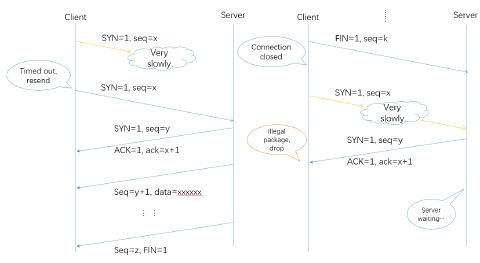 Client
Server
SYN=1, seq=x
Very
slowly
Timed out,
resend
SYN=1, seq=x
SYN=1, seq=y
ACK=1, ack=x+1
Seq=y+1, data=xxxxxx
Seq=z, FIN=1
Client
Server
FIN=1, seq=k
Connection
closed
SYN=1, seq=x
Very
slowly
Illegal
package,
drop
SYN=1, seq=y
ACK=1, ack=x+1
Server
waiting…